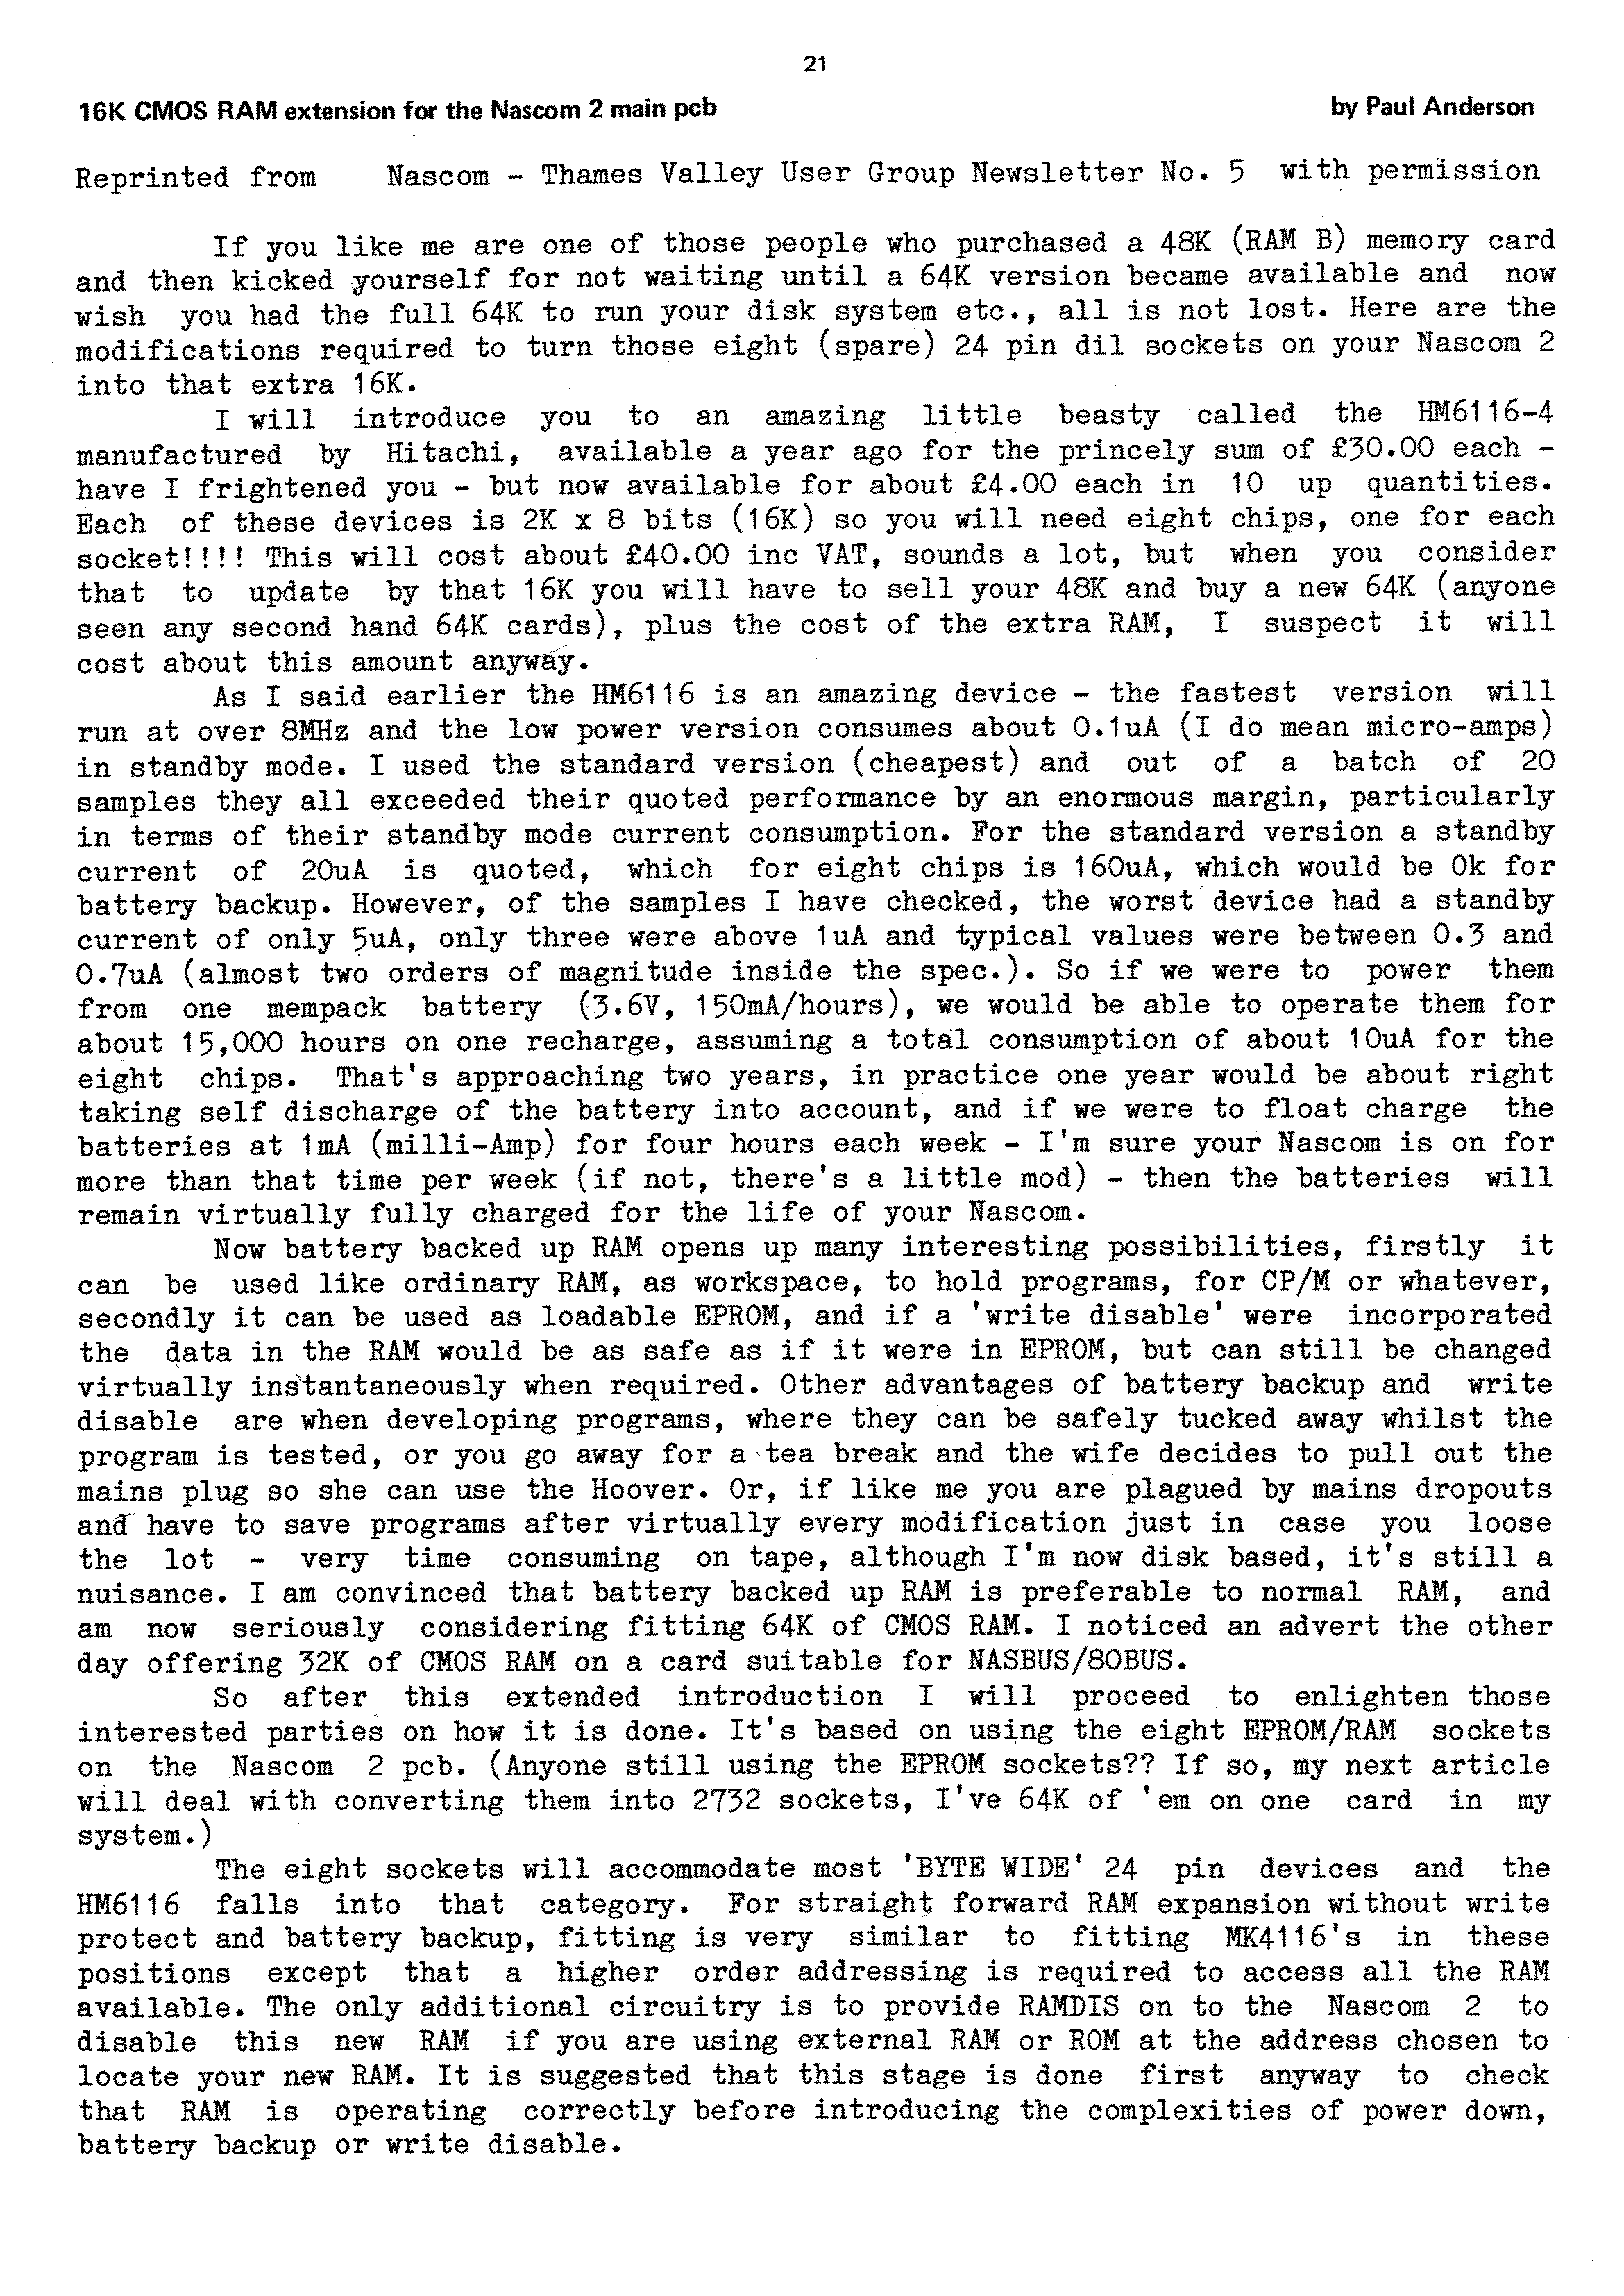 21
16K CMOS RAM extension for the Nascom 2 main pcb by Paul Anderson
Reprinted from Nascom - Thames Valley User Group Newsletter No. 5 with permission
If you like me are one of those people who purchased a 48K (RAM B) memory card
and then kicked yourself for not waiting until a 64K version became available and now
wish you had the full 64K to run your disk system etc., all is not lost. Here are the
modifications required to turn those eight (spare) 24 pin dil sockets on your Nascom 2
into that extra 16K.
I will introduce you to an amazing little beasty called the HM6116-4
manufactured by Hitachi, available a year ago for the princely sum of £30.00 each -
have I frightened you - but now available for about £4.00 each in 10 up quantities.
Each of these devices is 2K x 8 bits (16K) so you will need eight chips, one for each
socket!!!! This will cost about £40.00 inc VAT, sounds a lot, but when you consider
that to update by that 16K you will have to sell your 48K and buy a new 64K (anyone
seen any second hand 64K cards), plus the cost of the extra RAM, I suspect it will
cost about this amount anyway.
As I said earlier the HM6116 is an amazing device - the fastest version will
run at over 8MHz and the low power version consumes about 0.1uA (I do mean micro-amps)
in standby mode. I used the standard version (cheapest) and out of a batch of 20
samples they all exceeded their quoted performance by an enormous margin, particularly
in terms of their standby mode current consumption. For the standard version a standby
current of 20uA is quoted, which for eight chips is 160uA, which would be Ok for
battery backup. However, of the samples I have checked, the worst device had a standby
current of only 5uA, only three were above 1uA and typical values were between 0.3 and
0.7uA (almost two orders of magnitude inside the spec.). So if we were to power them
from one mempack battery (3.6V, 150mA/hours), we would be able to operate them for
about 15,000 hours on one recharge, assuming a total consumption of about 10uA for the
eight chips. That's approaching two years, in practice one year would be about right
taking self discharge of the battery into account, and if we were to float charge the
batteries at 1mA (milli-Amp) for four hours each week - I'm sure your Nascom is on for
more than that time per week (if not, there's a little mod) - then the batteries will
remain virtually fully charged for the life of your Nascom.
Now battery backed up RAM opens up many interesting possibilities, firstly it
can be used like ordinary RAM, as workspace, to hold programs, for CP/M or whatever,
secondly it can be used as loadable EPROM, and if a 'write disable' were incorporated
the data in the RAM would be as safe as if it were in EPROM, but can still be changed
virtually instantaneously when required. Other advantages of battery backup and write
disable are when developing programs, where they can be safely tucked away whilst the
program is tested, or you go away for a tea break and the wife decides to pull out the
mains plug so she can use the Hoover. Or, if like me you are plagued by mains dropouts
and have to save programs after virtually every modification just in case you loose
the lot - very time consuming on tape, although I'm now disk based, it's still a
nuisance. I am convinced that battery backed up RAM is preferable to normal RAM, and
am now seriously considering fitting 64K of CMOS RAM. I noticed an advert the other
day offering 32K of CMOS RAM on a card suitable for NASBUS/80BUS.
So after this extended introduction I will proceed to enlighten those
interested parties on how it is done. It's based on using the eight EPROM/RAM sockets
on the Nascom 2 pcb. (Anyone still using the EPROM sockets?? If so, my next article
will deal with converting them into 2732 sockets, I've 64K of 'em on one card in my
system.)
The eight sockets will accommodate most 'BYTE WIDE' 24 pin devices and the
HM6116 falls into that category. For straight forward RAM expansion without write
protect and battery backup, fitting is very similar to fitting MK4116's in these
positions except that a higher order addressing is required to access all the RAM
available. The only additional circuitry is to provide RAMDIS on to the Nascom 2 to
disable this new RAM if you are using external RAM or ROM at the address chosen to
locate your new RAM. It is suggested that this stage is done first anyway to check
that RAM is operating correctly before introducing the complexities of power down,
battery backup or write disable.